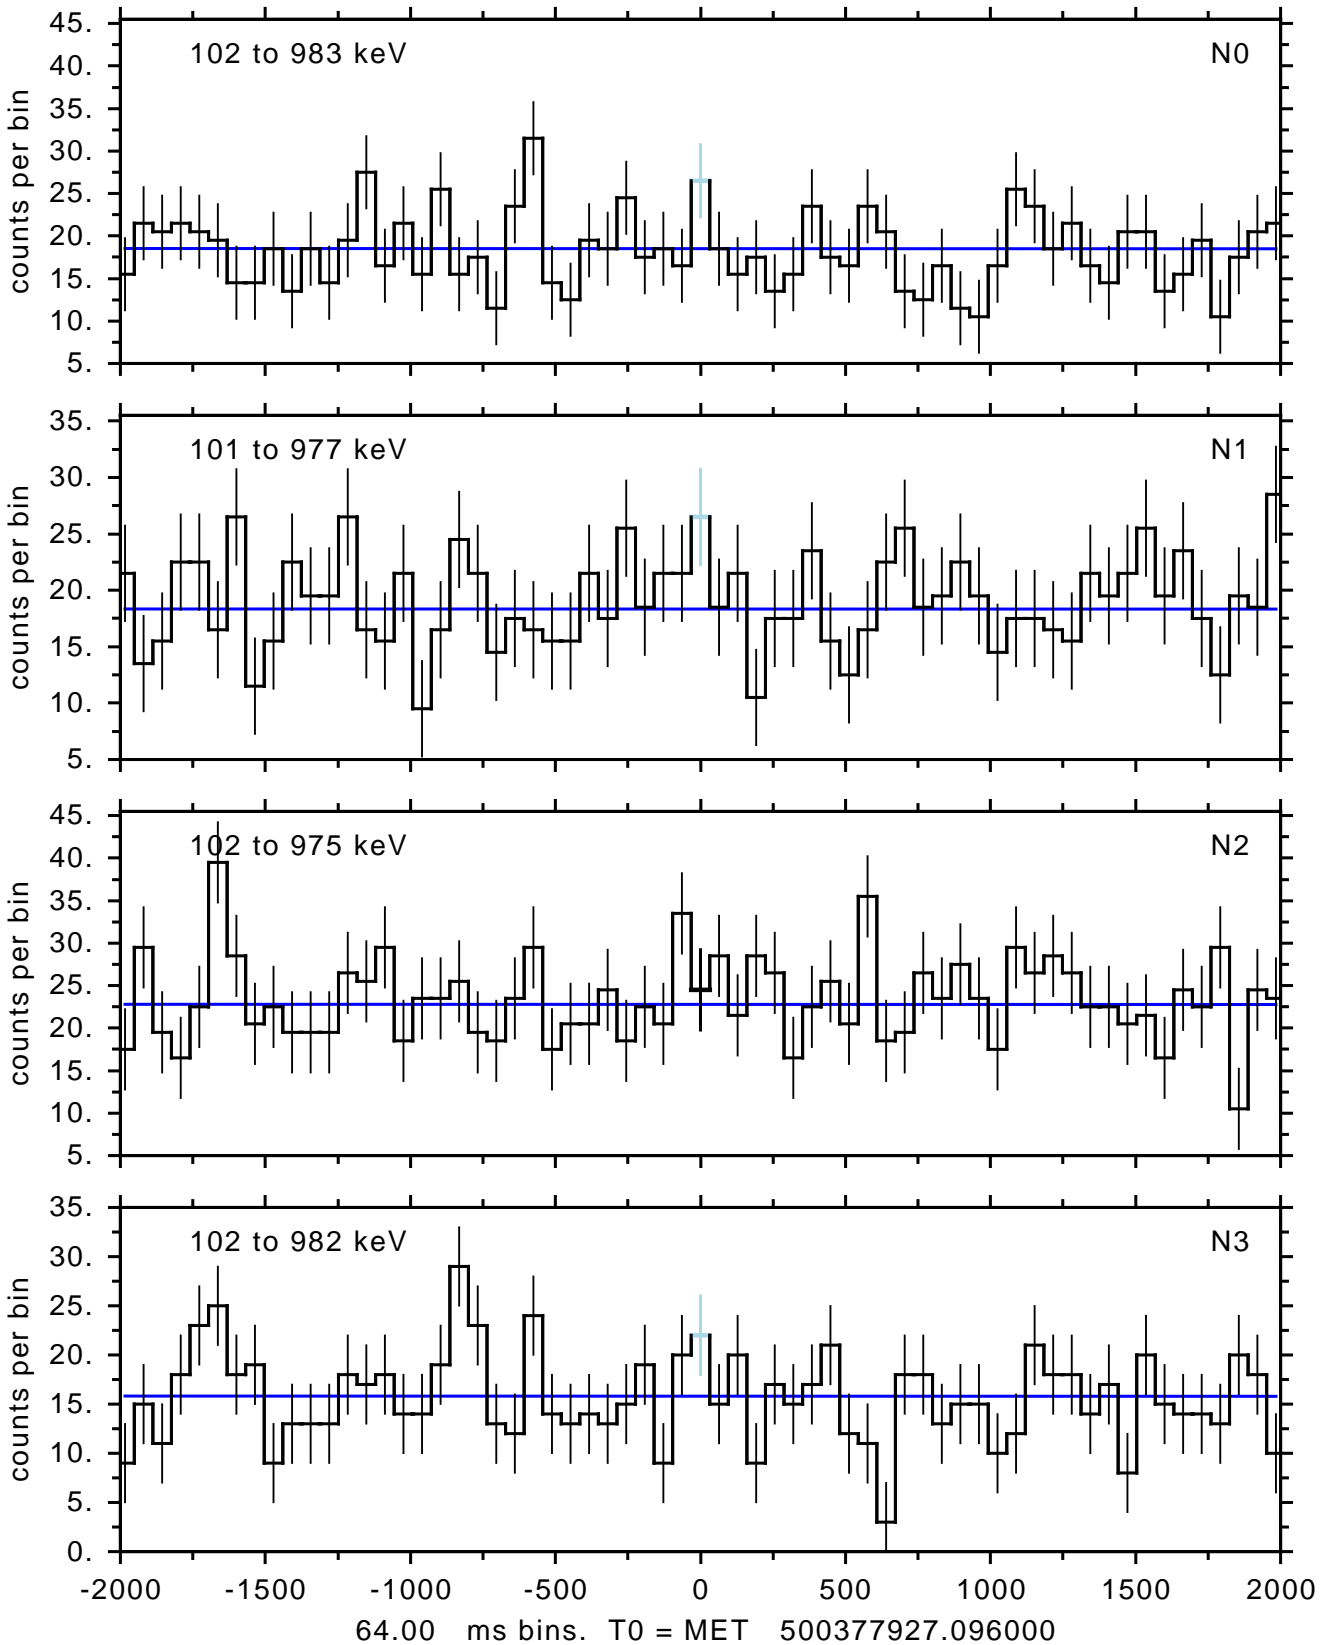 45.
40.
35.
30.
25.
20.
15.
10.
5.
counts per bin
102 to 983 keV
N0
35.
30.
25.
20.
15.
10.
5.
counts per bin
101 to 977 keV
N1
45.
40.
35.
30.
25.
20.
15.
10.
5.
counts per bin
102 to 975 keV
N2
35.
30.
25.
20.
15.
10.
5.
0.
counts per bin
102 to 982 keV
N3
-2000 -1500 -1000 -500 0 500 1000 1500 2000
64.00 ms bins. T0 = MET 500377927.096000